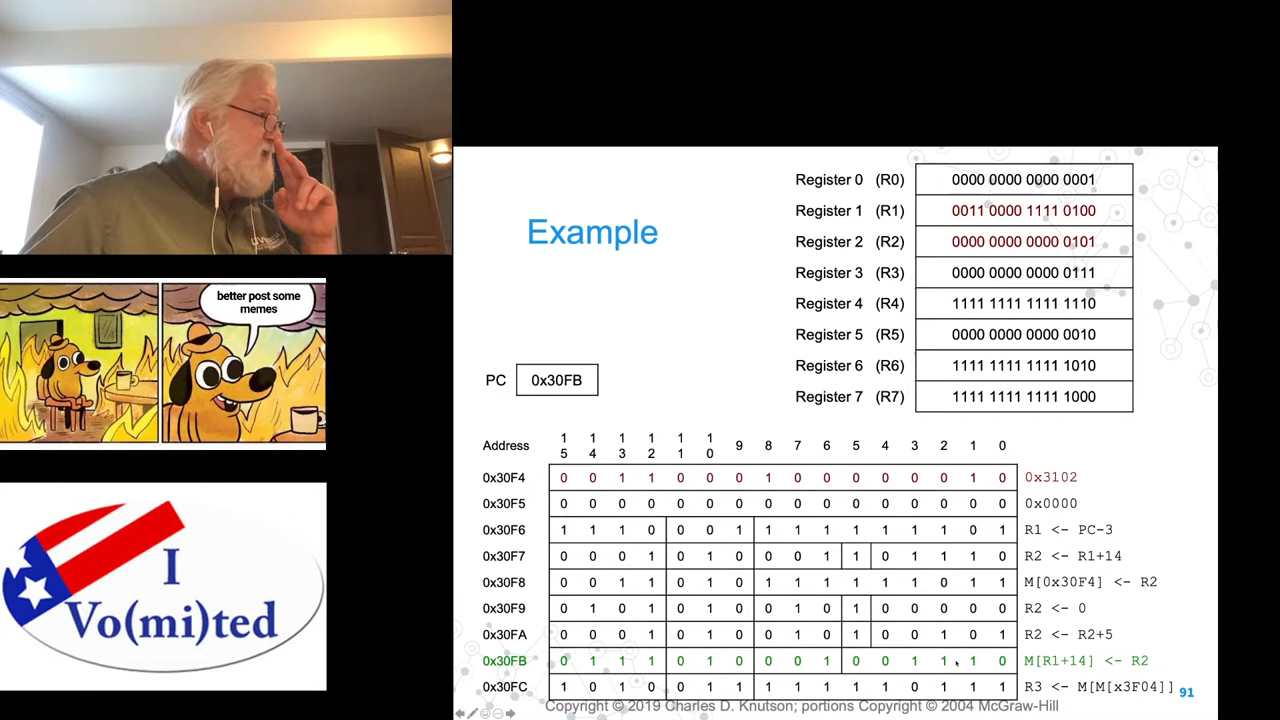 better post some
memes
I
Vo(mi)ted
Example
Register 0 (R0) 0000 0000 0000 0001
Register 1 (R1) 0011 0000 1111 0100
Register 2 (R2) 0000 0000 0000 0101
Register 3 (R3) 0000 0000 0000 0111
Register 4 (R4) 1111 1111 1111 1110
Register 5 (R5) 0000 0000 0000 0010
Register 6 (R6) 1111 1111 1111 1010
Register 7 (R7) 1111 1111 1111 1000
PC 0x30FB
Address 15 14 13 12 11 10 9 8 7 6 5 4 3 2 1 0
0x30F4 0 0 1 1 0 0 0 1 0 0 0 0 0 0 1 0 0x3102
0x30F5 0 0 0 0 0 0 0 0 0 0 0 0 0 0 0 0 0x0000
0x30F6 1 1 1 0 0 0 1 1 1 1 1 1 1 1 0 1 R1 <- PC-3
0x30F7 0 0 0 1 0 1 0 0 0 1 1 0 1 1 1 0 R2 <- R1+14
0x30F8 0 0 1 1 0 1 0 1 1 1 1 1 1 0 1 1 M[0x30F4] <- R2
0x30F9 0 1 0 1 0 1 0 0 1 0 1 0 0 0 0 0 R2 <- 0
0x30FA 0 0 0 1 0 1 0 0 1 0 1 0 0 1 0 1 R2 <- R2+5
0x30FB 0 1 1 1 0 1 0 0 0 1 0 0 1 1 1 0 M[R1+14] <- R2
0x30FC 1 0 1 0 0 1 1 1 1 1 1 1 0 1 1 1 R3 <- M[M[x3F04]]
Copyright © 2019 Charles D. Knutson; portions Copyright © 2004 McGraw-Hill
91